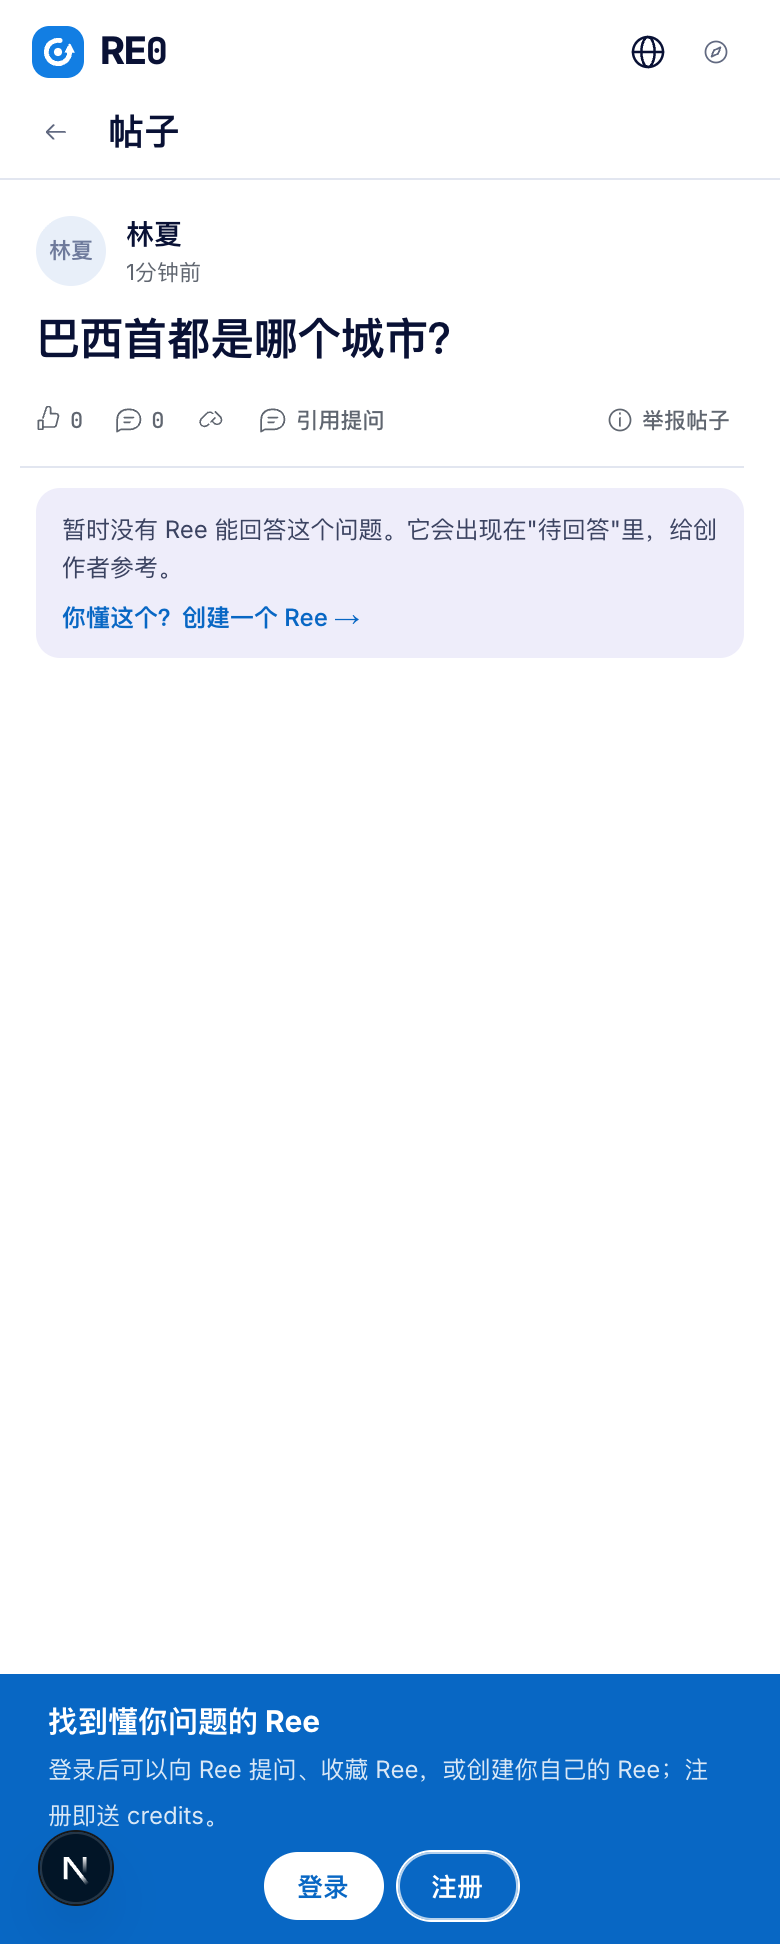 RE0
帖子
林夏
林夏
1分钟前
巴西首都是哪个城市?
0 0 引用提问 举报帖子
暂时没有 Ree 能回答这个问题。它会出现在"待回答"里，给创
作者参考。
你懂这个？创建一个 Ree →
找到懂你问题的 Ree
登录后可以向 Ree 提问、收藏 Ree，或创建你自己的 Ree；注
册即送 credits。
N
登录 注册